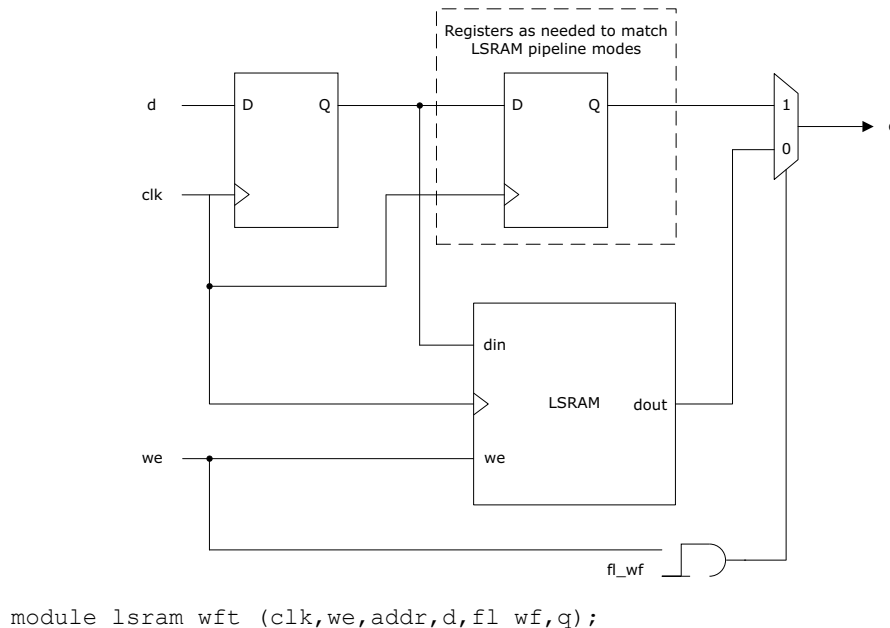 Registers as needed to match
LSRAM pipeline modes
d
D
Q
D
Q
1
0
clk
din
LSRAM
dout
we
we
fl_wf
module lsram wft (clk,we,addr,d,fl wf,q);